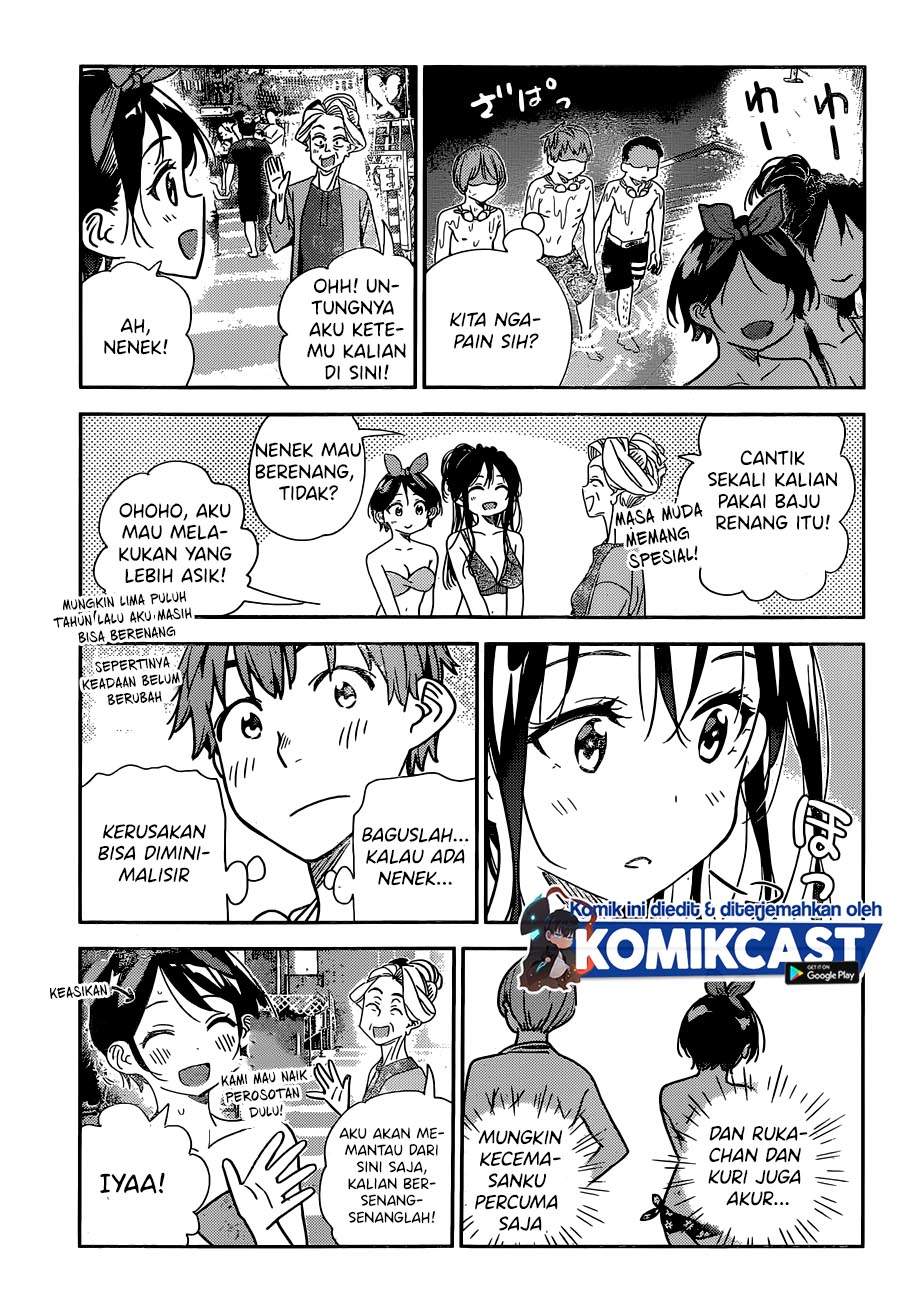 ざぱっ
わー
わー
KITA NGA-
PAIN SIH?
OHH! UN-
TUNGNYA
AKU KETE-
MU KALIAN
DI SINI!
AH,
NENEK!
CANTIK
SEKALI KALIAN
PAKAI BAJU
RENANG ITU!
MASA MUDA
MEMANG
SPESIAL!
NENEK MAU
BERENANG,
TIDAK?
OHOHO, AKU
MAU MELA-
KUKAN YANG
LEBIH ASIK!
MUNGKIN LIMA PULUH
TAHUN LALU AKU MASIH
BISA BERENANG
ほっ
SEPERTINYA
KEADAAN BELUM
BERUBAH
BAGUSLAH...
KALAU ADA
NENEK...
KERUSAKAN
BISA DIMINI-
MALISIR
Komik ini diedit & diterjemahkan oleh
KOMIKCAST
GET IT ON
Google Play
DAN RUKA-
CHAN DAN
KURI JUGA
AKUR...
MUNGKIN
KECEMA-
SANKU
PERCUMA
SAJA
KEASIKAN
KAMI MAU NAIK
PEROSOTAN
DULU!
AKU AKAN ME-
MANTAU DARI
SINI SAJA,
KALIAN BER-
SENANG-
SENANGLAH!
IYAA!